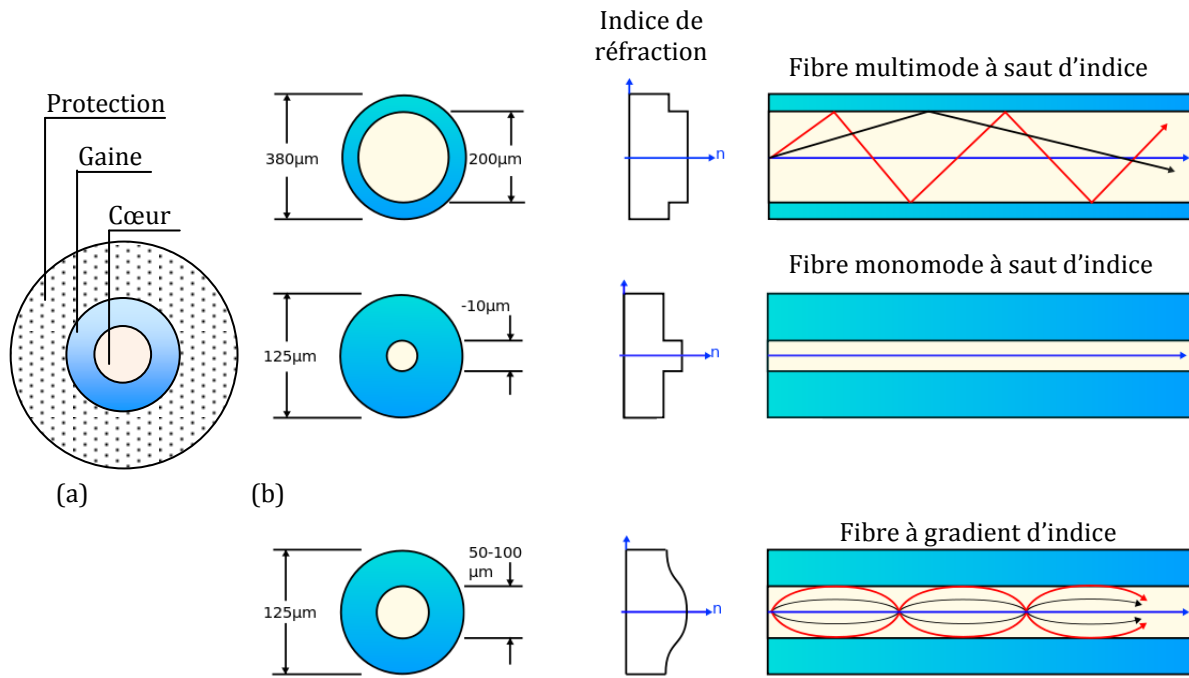 Indice de
réfraction
Fibre multimode à saut d'indice
Protection
Gaine
Cœur
380µm
200µm
n
Fibre monomode à saut d'indice
-10µm
125µm
n
(a)
(b)
Fibre à gradient d'indice
50-100
µm
125µm
n